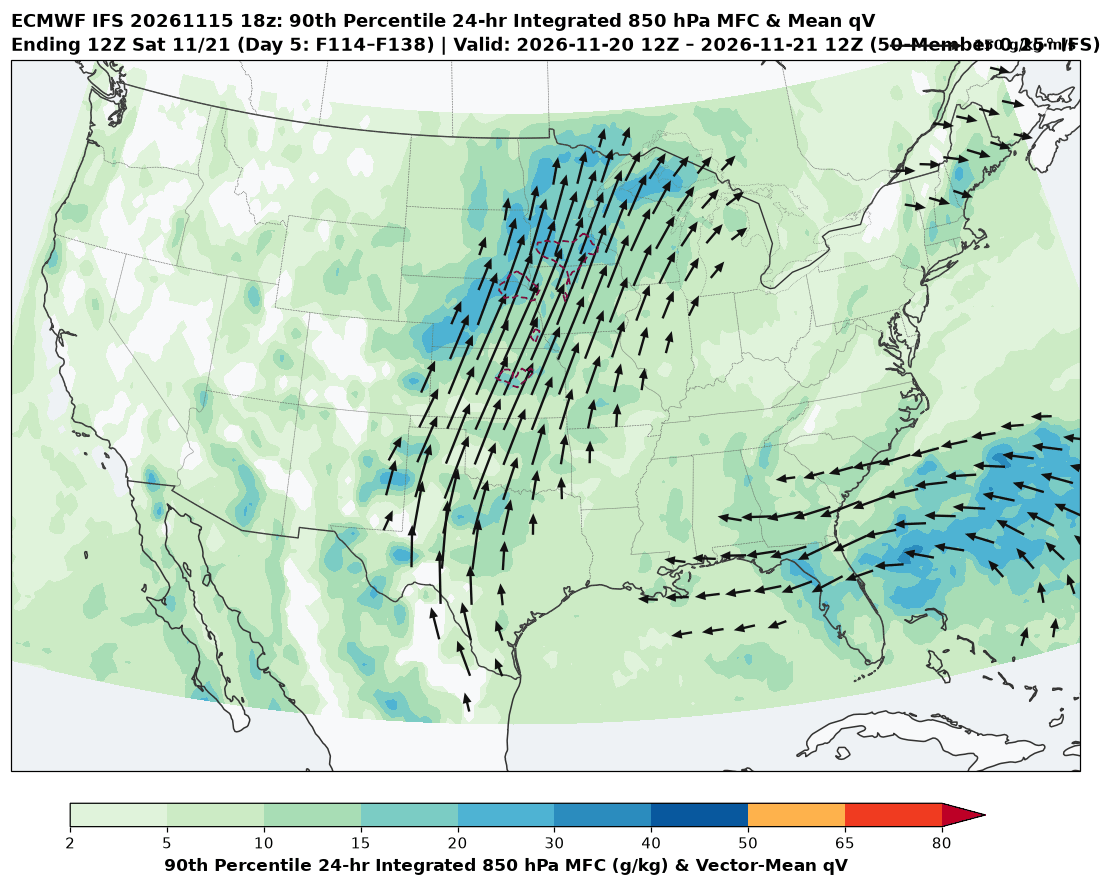 ECMWF IFS 20261115 18z: 90th Percentile 24-hr Integrated 850 hPa MFC & Mean qV
Ending 12Z Sat 11/21 (Day 5: F114–F138) | Valid: 2026-11-20 12Z – 2026-11-21 12Z (50-Member 0.25° IFS)
2 5 10 15 20 30 40 50 65 80
90th Percentile 24-hr Integrated 850 hPa MFC (g/kg) & Vector-Mean qV